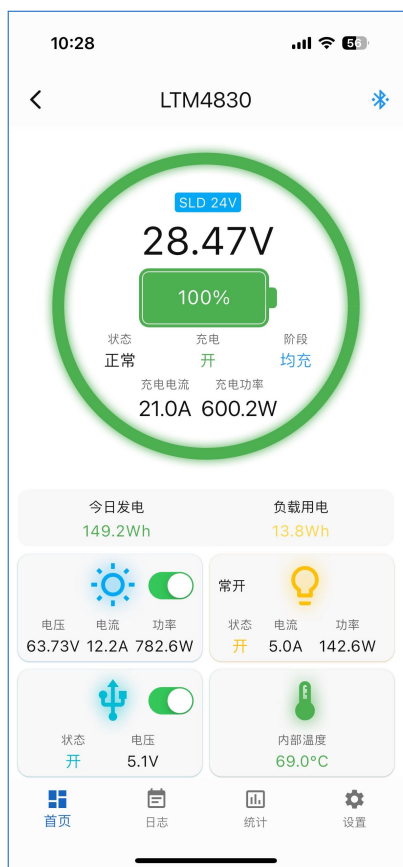 10:28
56
LTM4830
SLD 24V
28.47V
100%
状态 充电 阶段
正常 开 均充
充电电流 充电功率
21.0A 600.2W
今日发电 负载用电
149.2Wh 13.8Wh
电压 电流 功率
63.73V 12.2A 782.6W
常开
状态 电流 功率
开 5.0A 142.6W
状态 电压
开 5.1V
内部温度
69.0°C
首页 日志 统计 设置